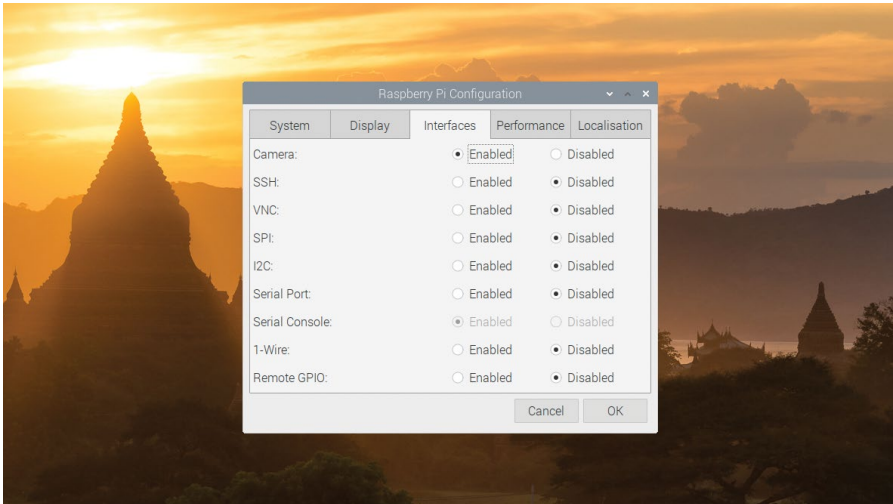 Raspberry Pi Configuration
System Display Interfaces Performance Localisation
Camera: Enabled Disabled
SSH: Enabled Disabled
VNC: Enabled Disabled
SPI: Enabled Disabled
I2C: Enabled Disabled
Serial Port: Enabled Disabled
Serial Console: Enabled Disabled
1-Wire: Enabled Disabled
Remote GPIO: Enabled Disabled
Cancel OK